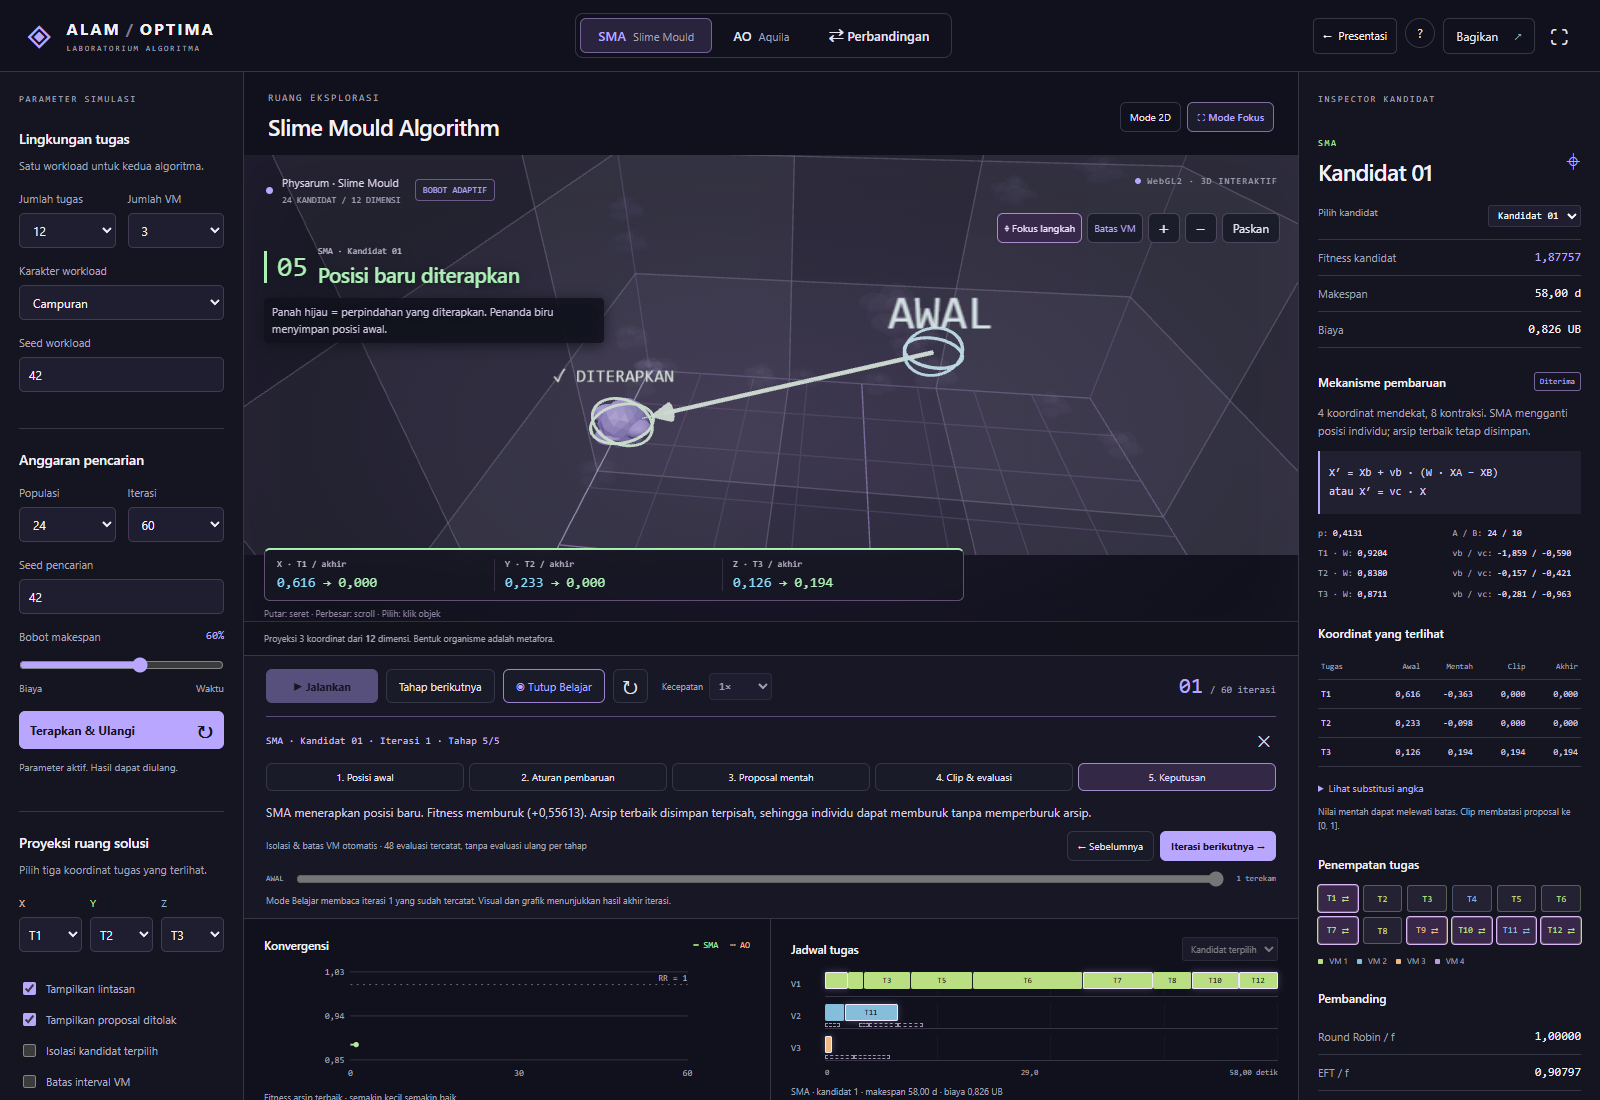 ALAM / OPTIMA
LABORATORIUM ALGORITMA
SMA Slime Mould
AO Aquila
⇄ Perbandingan
← Presentasi
?
Bagikan ↗
PARAMETER SIMULASI
Lingkungan tugas
Satu workload untuk kedua algoritma.
Jumlah tugas
Jumlah VM
12
3
Karakter workload
Campuran
Seed workload
42
Anggaran pencarian
Populasi
Iterasi
24
60
Seed pencarian
42
Bobot makespan 60%
Biaya
Waktu
Terapkan & Ulangi ↻
Parameter aktif. Hasil dapat diulang.
Proyeksi ruang solusi
Pilih tiga koordinat tugas yang terlihat.
X
Y
Z
T1
T2
T3
Tampilkan lintasan
Tampilkan proposal ditolak
Isolasi kandidat terpilih
Batas interval VM
RUANG EKSPLORASI
Slime Mould Algorithm
Mode 2D
⛶ Mode Fokus
Physarum · Slime Mould
24 KANDIDAT / 12 DIMENSI
BOBOT ADAPTIF
WebGL2 · 3D INTERAKTIF
⌖ Fokus langkah
Batas VM
+
−
Paskan
05
SMA · Kandidat 01
Posisi baru diterapkan
Panah hijau = perpindahan yang diterapkan. Penanda biru
menyimpan posisi awal.
AWAL
✓ DITERAPKAN
X · T1 / akhir
0,616 → 0,000
Y · T2 / akhir
0,233 → 0,000
Z · T3 / akhir
0,126 → 0,194
Putar: seret · Perbesar: scroll · Pilih: klik objek
Proyeksi 3 koordinat dari 12 dimensi. Bentuk organisme adalah metafora.
▶ Jalankan
Tahap berikutnya
◉ Tutup Belajar
↻
Kecepatan
1×
01 / 60 iterasi
SMA · Kandidat 01 · Iterasi 1 · Tahap 5/5
1. Posisi awal
2. Aturan pembaruan
3. Proposal mentah
4. Clip & evaluasi
5. Keputusan
SMA menerapkan posisi baru. Fitness memburuk (+0,55613). Arsip terbaik disimpan terpisah, sehingga individu dapat memburuk tanpa memperburuk arsip.
Isolasi & batas VM otomatis · 48 evaluasi tercatat, tanpa evaluasi ulang per tahap
← Sebelumnya
Iterasi berikutnya →
AWAL
1 terekam
Mode Belajar membaca iterasi 1 yang sudah tercatat. Visual dan grafik menunjukkan hasil akhir iterasi.
Konvergensi
SMA
AO
1,03
RR = 1
0,94
0,85
0
30
60
Fitness arsip terbaik · semakin kecil semakin baik
Jadwal tugas
Kandidat terpilih
V1
T3
T5
T6
T7
T8
T10
T12
V2
T11
V3
0
29,0
58,00 detik
SMA · kandidat 1 · makespan 58,00 d · biaya 0,826 UB
INSPECTOR KANDIDAT
SMA
Kandidat 01
Pilih kandidat
Kandidat 01
Fitness kandidat 1,87757
Makespan 58,00 d
Biaya 0,826 UB
Mekanisme pembaruan
Diterima
4 koordinat mendekat, 8 kontraksi. SMA mengganti
posisi individu; arsip terbaik tetap disimpan.
X′ = Xb + vb · (W · XA − XB)
atau X′ = vc · X
p: 0,4131 A / B: 24 / 10
T1 · W: 0,9204 vb / vc: -1,859 / -0,590
T2 · W: 0,8380 vb / vc: -0,157 / -0,421
T3 · W: 0,8711 vb / vc: -0,281 / -0,963
Koordinat yang terlihat
Tugas Awal Mentah Clip Akhir
T1 0,616 -0,363 0,000 0,000
T2 0,233 -0,098 0,000 0,000
T3 0,126 0,194 0,194 0,194
▶ Lihat substitusi angka
Nilai mentah dapat melewati batas. Clip membatasi proposal ke
[0, 1].
Penempatan tugas
T1 ⇄ T2 T3 T4 T5 T6
T7 ⇄ T8 T9 ⇄ T10 ⇄ T11 ⇄ T12 ⇄
VM 1 VM 2 VM 3 VM 4
Pembanding
Round Robin / f 1,00000
EFT / f 0,90797